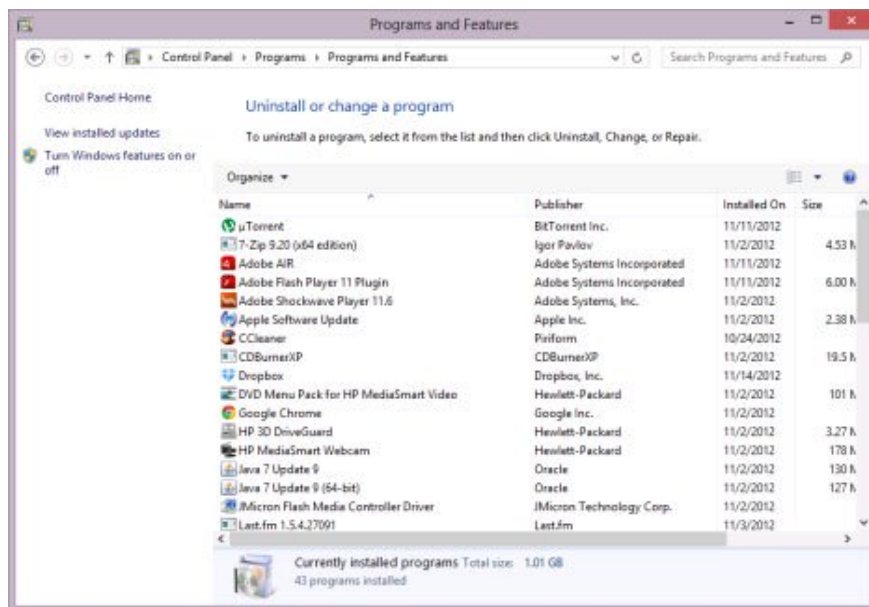 Programs and Features
Control Panel Programs Programs and Features Search Programs and Features
Control Panel Home
View installed updates
Turn Windows features on or
off
Uninstall or change a program
To uninstall a program, select it from the list and then click Uninstall, Change, or Repair.
Organize
Name Publisher Installed On Size
µTorrent BitTorrent Inc. 11/11/2012
7-Zip 9.20 (x64 edition) Igor Pavlov 11/2/2012 4.53 M
Adobe AIR Adobe Systems Incorporated 11/11/2012
Adobe Flash Player 11 Plugin Adobe Systems Incorporated 11/11/2012 6.00 M
Adobe Shockwave Player 11.6 Adobe Systems, Inc. 11/2/2012
Apple Software Update Apple Inc. 11/2/2012 2.38 M
CCleaner Piriform 10/24/2012
CDBurnerXP CDBurnerXP 11/2/2012 19.5 M
Dropbox Dropbox, Inc. 11/14/2012
DVD Menu Pack for HP MediaSmart Video Hewlett-Packard 11/2/2012 101 M
Google Chrome Google Inc. 11/2/2012
HP 3D DriveGuard Hewlett-Packard 11/2/2012 3.27 M
HP MediaSmart Webcam Hewlett-Packard 11/2/2012 178 M
Java 7 Update 9 Oracle 11/2/2012 130 M
Java 7 Update 9 (64-bit) Oracle 11/2/2012 127 M
JMicron Flash Media Controller Driver JMicron Technology Corp. 11/2/2012
Last.fm 1.5.4.27091 Last.fm 11/3/2012
Currently installed programs Total size: 1.01 GB
43 programs installed